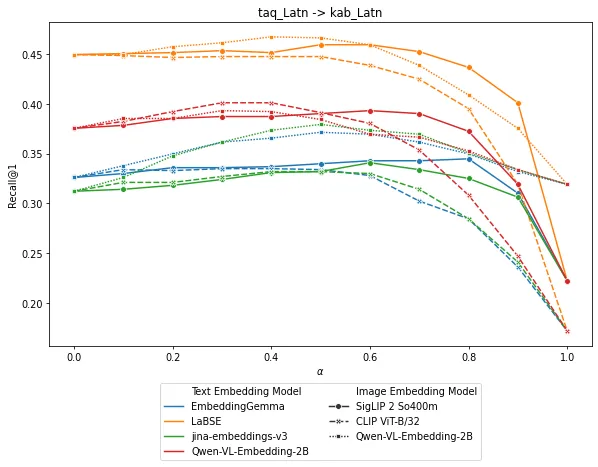 taq_Latn -> kab_Latn
Recall@1
0.45
0.40
0.35
0.30
0.25
0.20
0.0 0.2 0.4 0.6 0.8 1.0
α
Text Embedding Model
EmbeddingGemma
LaBSE
jina-embeddings-v3
Qwen-VL-Embedding-2B
Image Embedding Model
SigLIP 2 So400m
CLIP ViT-B/32
Qwen-VL-Embedding-2B